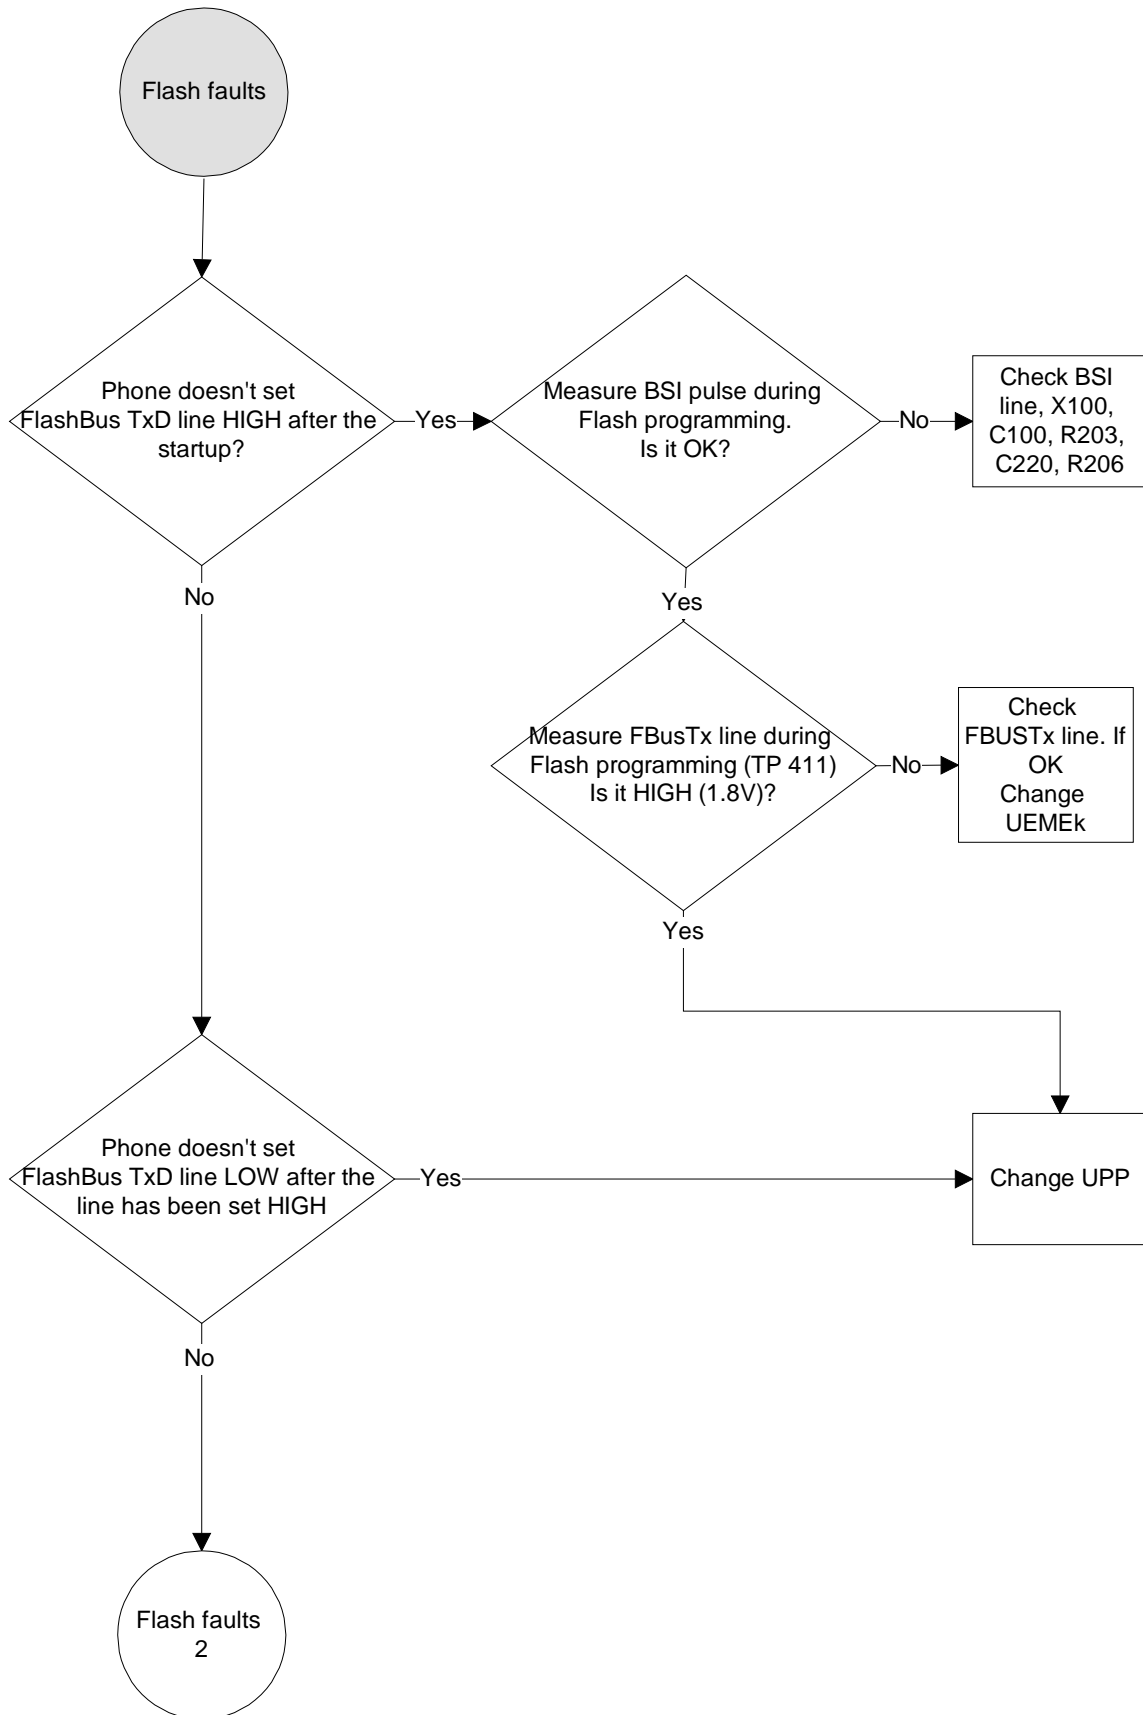 Flash faults
Phone doesn't set
FlashBus TxD line HIGH after the
startup?
Yes
Measure BSI pulse during
Flash programming.
Is it OK?
No
Check BSI
line, X100,
C100, R203,
C220, R206
No
Yes
Measure FBusTx line during
Flash programming (TP 411)
Is it HIGH (1.8V)?
No
Check
FBUSTx line. If
OK
Change
UEMEk
Yes
Phone doesn't set
FlashBus TxD line LOW after the
line has been set HIGH
Yes
Change UPP
No
Flash faults
2